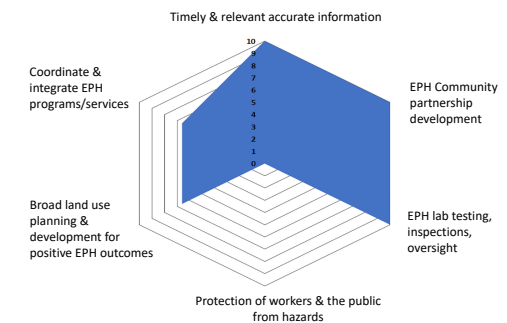 Timely & relevant accurate information
10
9
8
7
6
5
4
3
2
1
0
EPH Community
partnership
development
EPH lab testing,
inspections,
oversight
Protection of workers & the public
from hazards
Broad land use
planning &
development for
positive EPH outcomes
Coordinate &
integrate EPH
programs/services